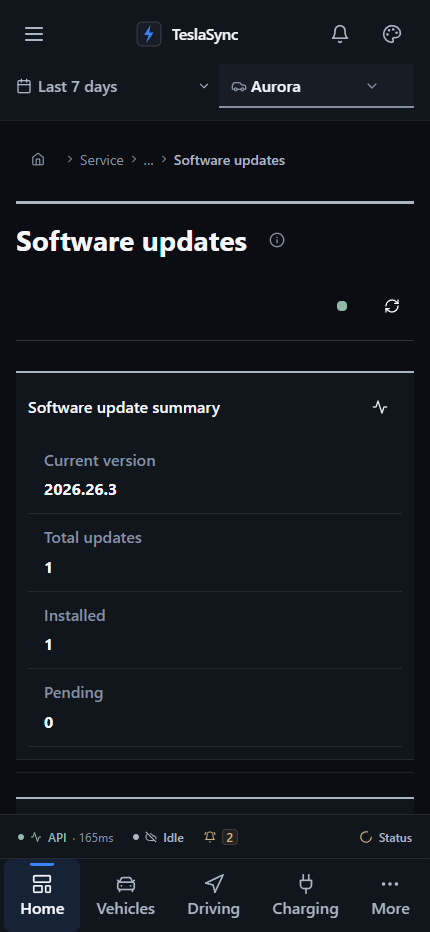 TeslaSync
Last 7 days
Aurora
Service
...
Software updates
Software updates
Software update summary
Current version
2026.26.3
Total updates
1
Installed
1
Pending
0
API · 165ms
Idle
2
Status
Home
Vehicles
Driving
Charging
More